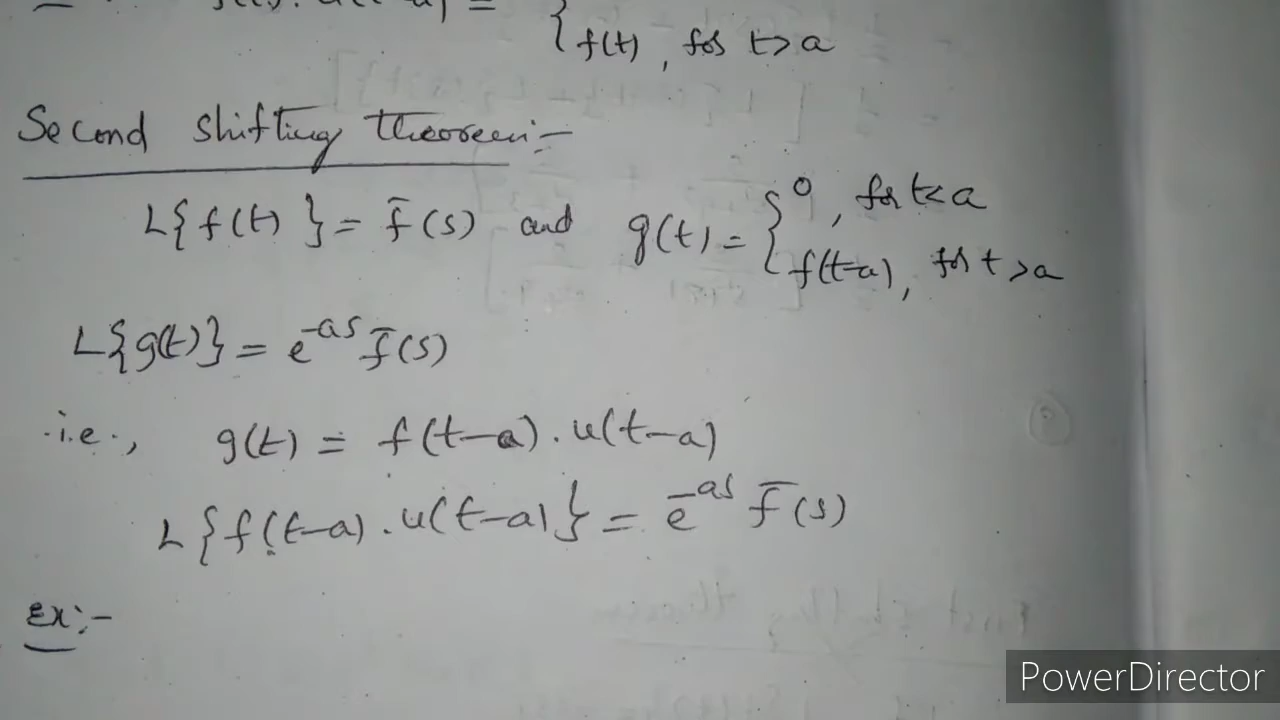 { f(t), for t>a
Second shifting theorem:-
L{f(t)} = f̄(s) and g(t) = { 0, for t<a
f(t-a), for t>a
L{g(t)} = e^-as f̄(s)
i.e., g(t) = f(t-a).u(t-a)
L{f(t-a).u(t-a)} = e^-as f̄(s)
Ex:-
PowerDirector